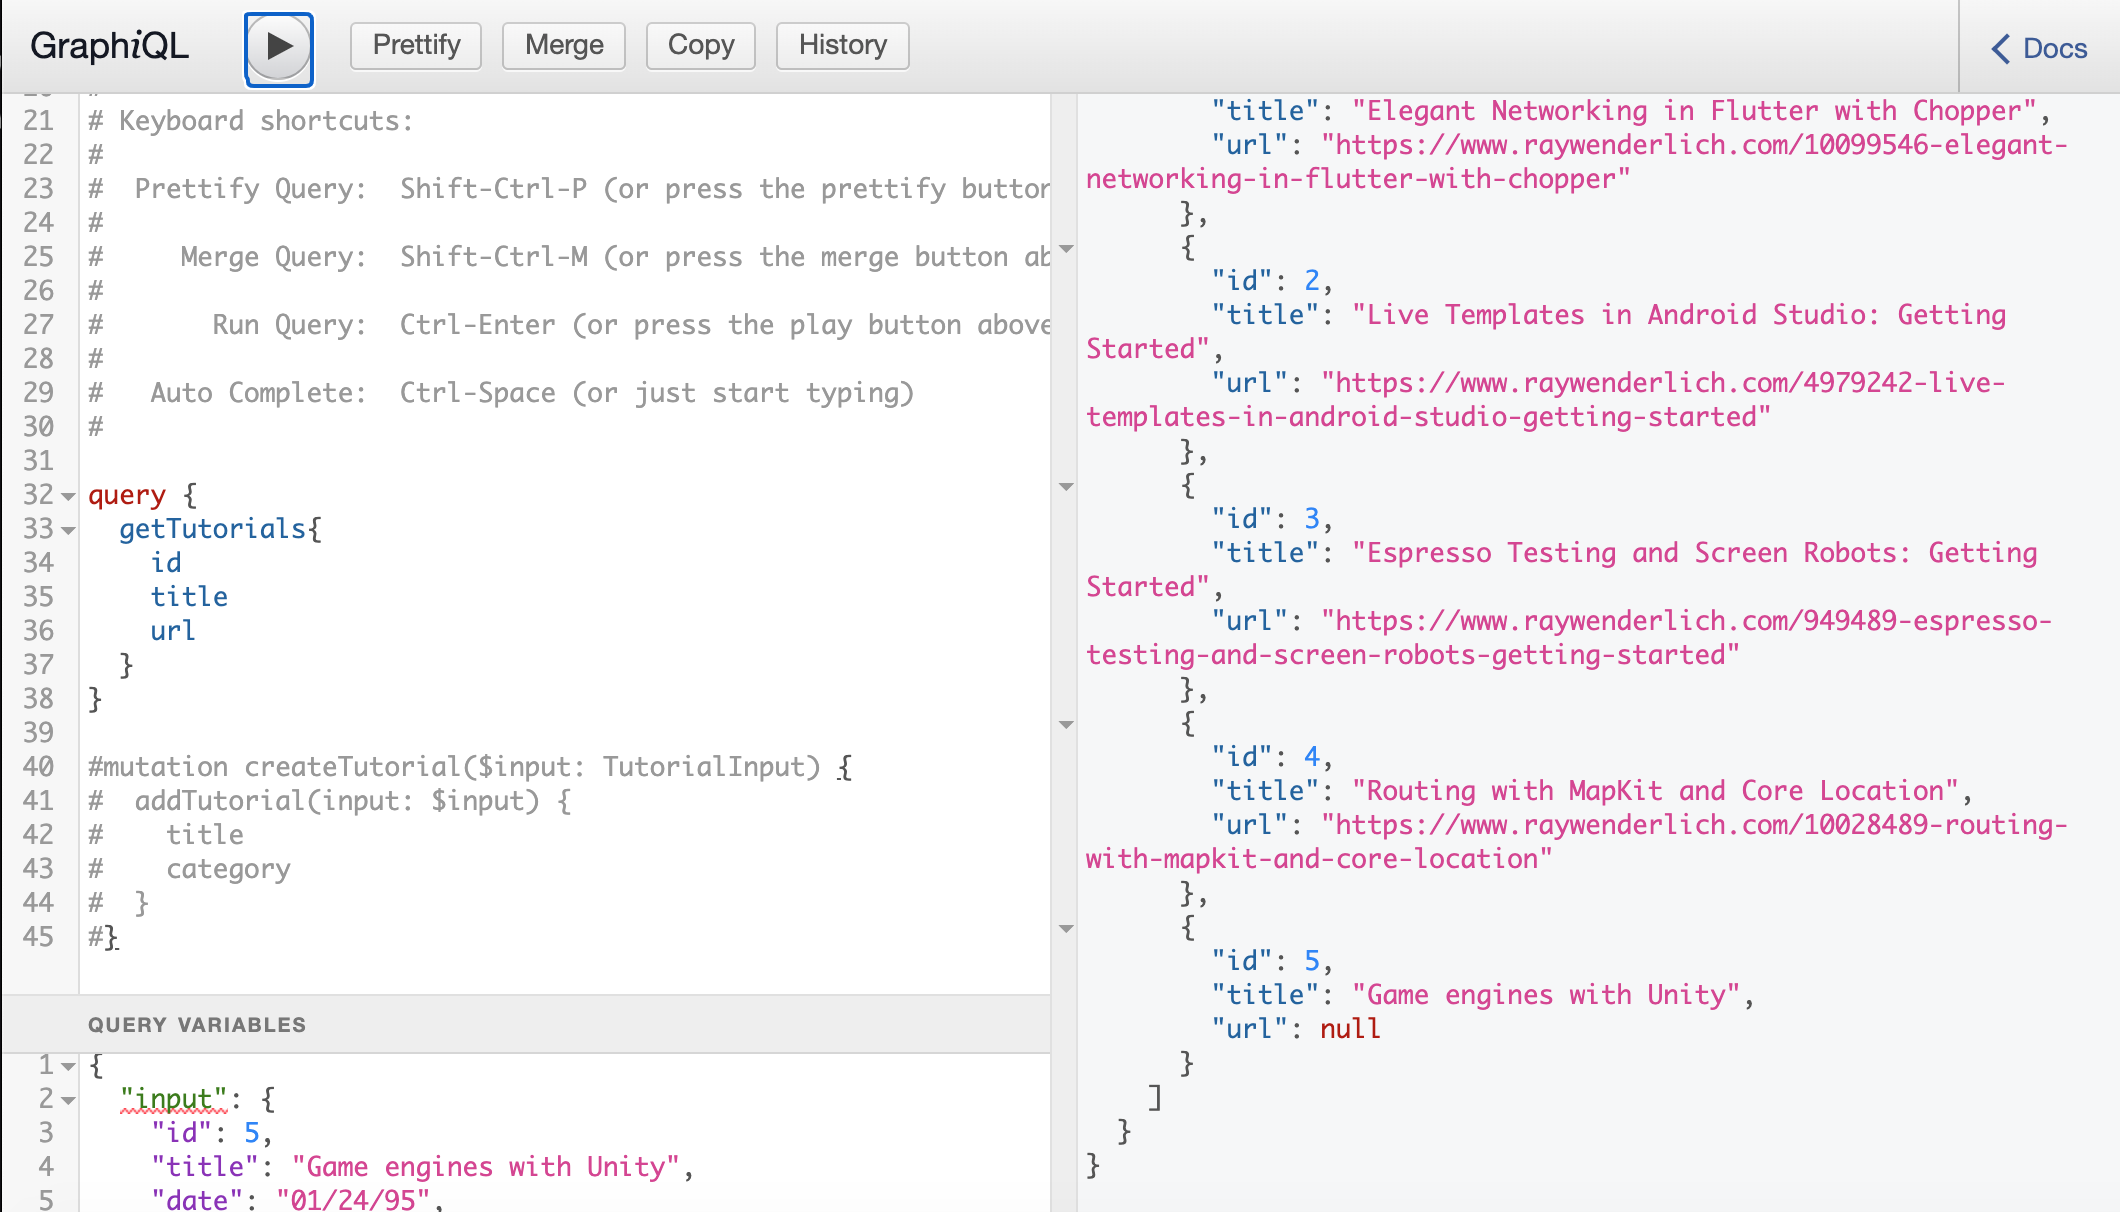 GraphiQL
Prettify
Merge
Copy
History
Docs
21 # Keyboard shortcuts:
22 #
23 #  Prettify Query:  Shift-Ctrl-P (or press the prettify button
24 #
25 #     Merge Query:  Shift-Ctrl-M (or press the merge button ab
26 #
27 #       Run Query:  Ctrl-Enter (or press the play button above
28 #
29 #   Auto Complete:  Ctrl-Space (or just start typing)
30 #
31
32 query {
33   getTutorials{
34     id
35     title
36     url
37   }
38 }
39
40 #mutation createTutorial($input: TutorialInput) {
41 #  addTutorial(input: $input) {
42 #    title
43 #    category
44 #  }
45 #}
QUERY VARIABLES
1 {
2   "input": {
3     "id": 5,
4     "title": "Game engines with Unity",
5     "date": "01/24/95",
        "title": "Elegant Networking in Flutter with Chopper",
        "url": "https://www.raywenderlich.com/10099546-elegant-
networking-in-flutter-with-chopper"
      },
      {
        "id": 2,
        "title": "Live Templates in Android Studio: Getting
Started",
        "url": "https://www.raywenderlich.com/4979242-live-
templates-in-android-studio-getting-started"
      },
      {
        "id": 3,
        "title": "Espresso Testing and Screen Robots: Getting
Started",
        "url": "https://www.raywenderlich.com/949489-espresso-
testing-and-screen-robots-getting-started"
      },
      {
        "id": 4,
        "title": "Routing with MapKit and Core Location",
        "url": "https://www.raywenderlich.com/10028489-routing-
with-mapkit-and-core-location"
      },
      {
        "id": 5,
        "title": "Game engines with Unity",
        "url": null
      }
    ]
  }
}